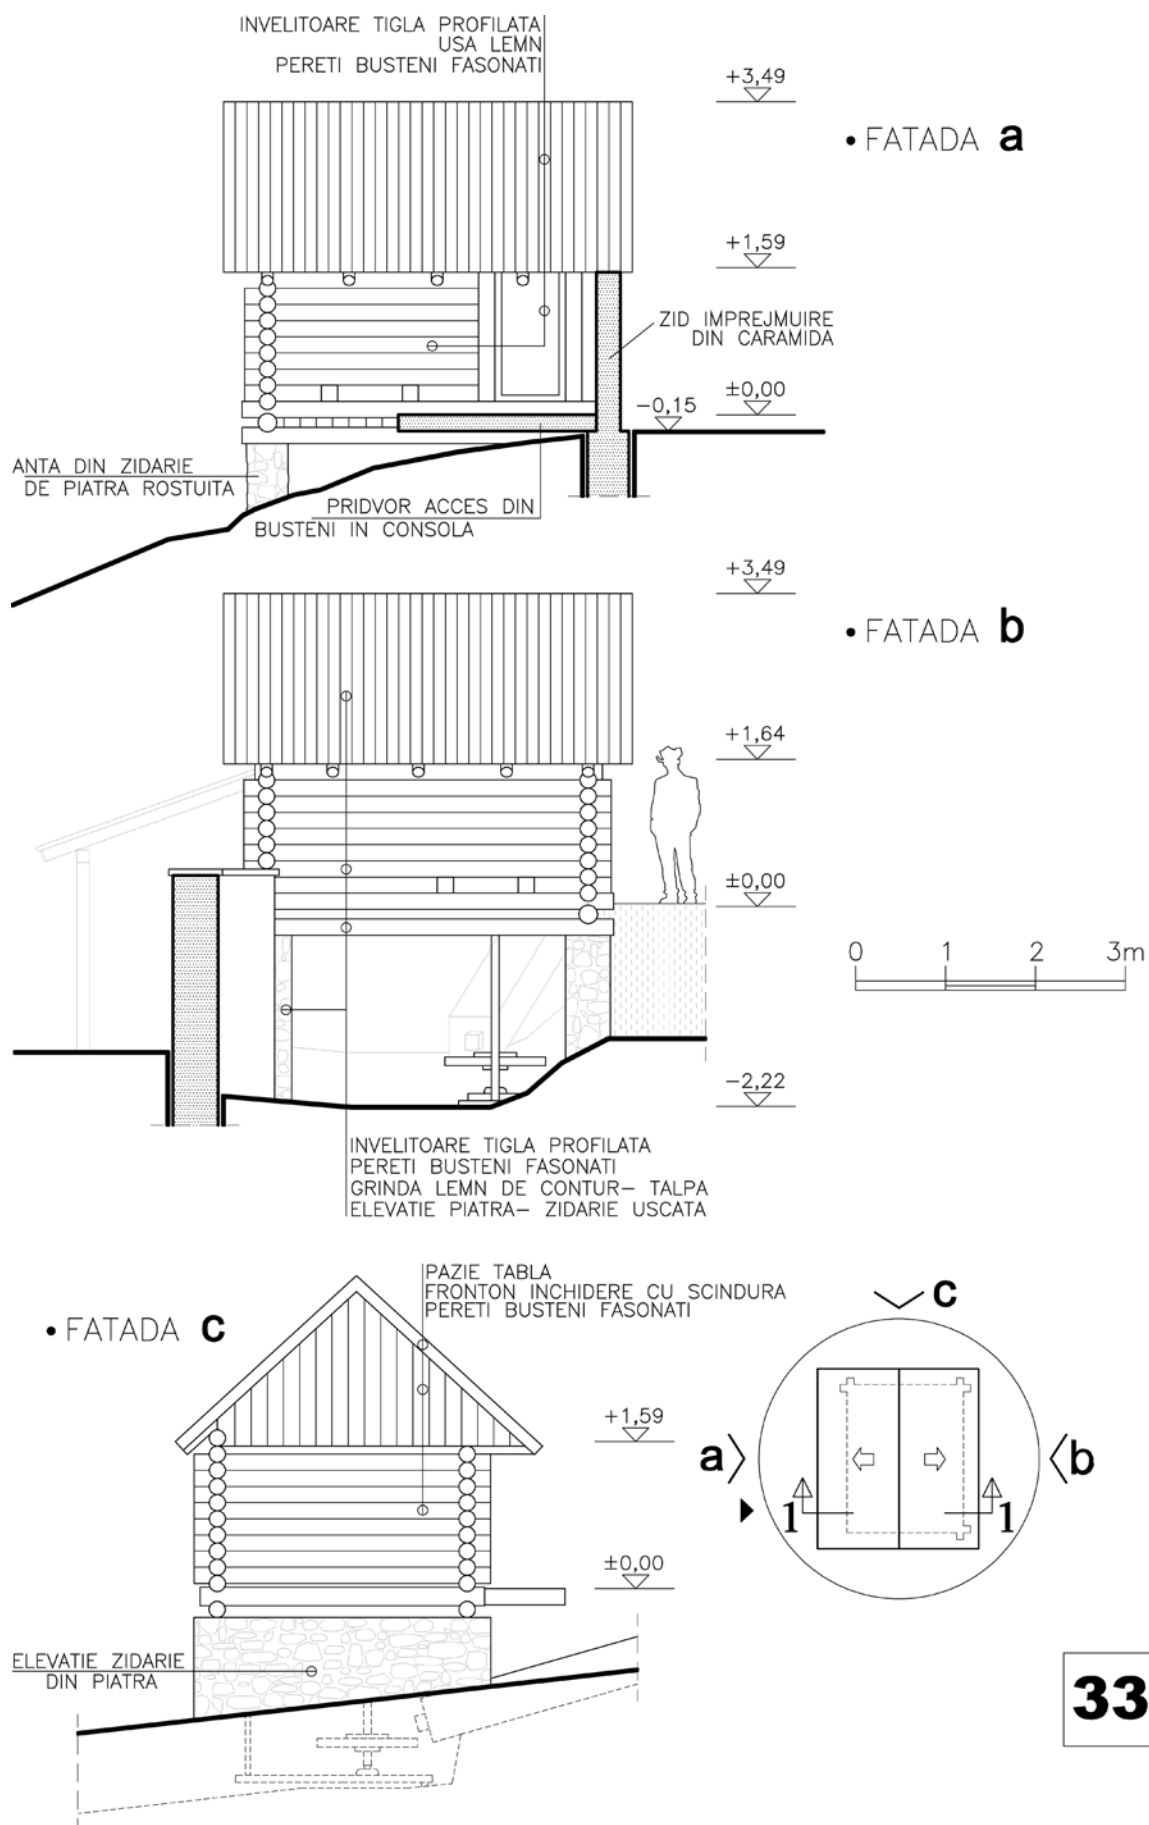 INVELITOARE TIGLA PROFILATA
USA LEMN
PERETI BUSTENI FASONATI
+3,49
• FATADA a
+1,59
ZID IMPREJMUIRE
DIN CARAMIDA
±0,00
-0,15
ANTA DIN ZIDARIE
DE PIATRA ROSTUITA
PRIDVOR ACCES DIN
BUSTENI IN CONSOLA
+3,49
• FATADA b
+1,64
±0,00
0 1 2 3m
-2,22
INVELITOARE TIGLA PROFILATA
PERETI BUSTENI FASONATI
GRINDA LEMN DE CONTUR- TALPA
ELEVATIE PIATRA- ZIDARIE USCATA
PAZIE TABLA
FRONTON INCHIDERE CU SCINDURA
PERETI BUSTENI FASONATI
• FATADA C
c
+1,59
a
b
1 1
±0,00
ELEVATIE ZIDARIE
DIN PIATRA
33